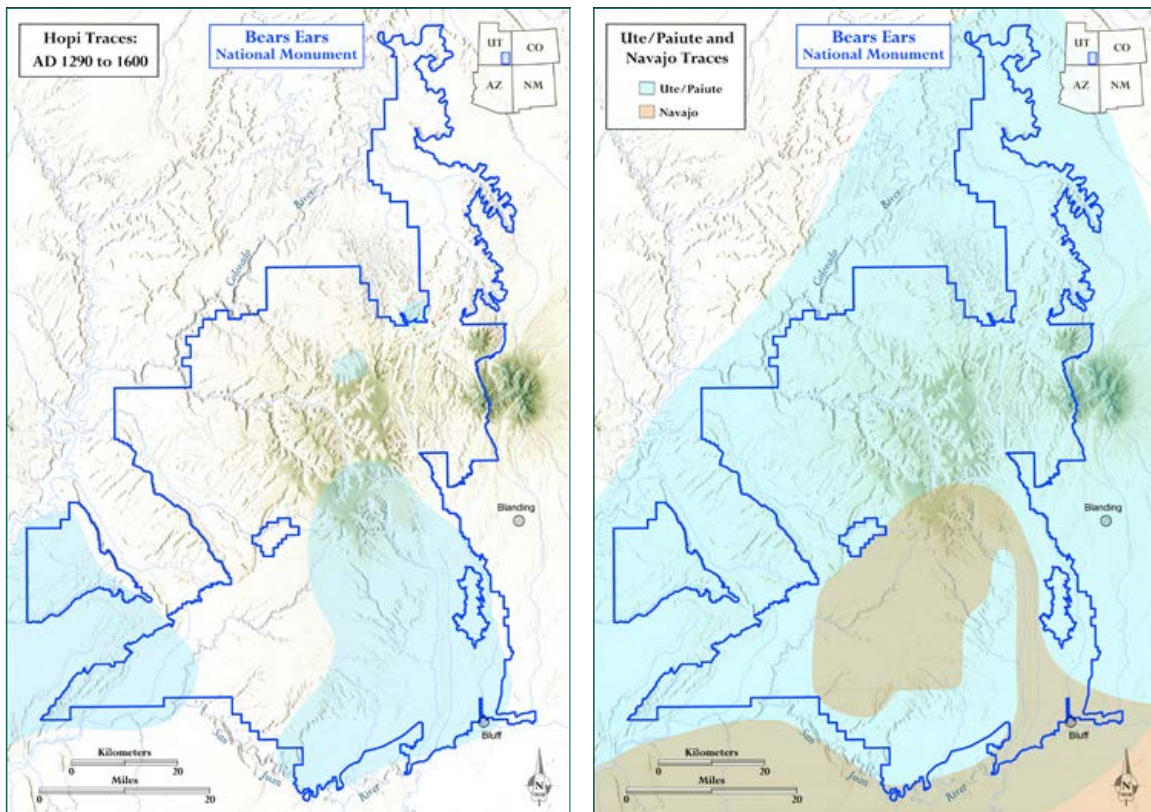 Hopi Traces:
AD 1290 to 1600
Bears Ears
National Monument
UT
CO
AZ
NM
Colorado
River
Blanding
Bluff
San
Juan
River
Kilometers
0
20
Miles
0
20
N
Ute/Paiute and
Navajo Traces
Ute/Paiute
Navajo
Bears Ears
National Monument
UT
CO
AZ
NM
Colorado
River
Blanding
Bluff
San
Juan
River
Kilometers
0
20
Miles
0
20
N